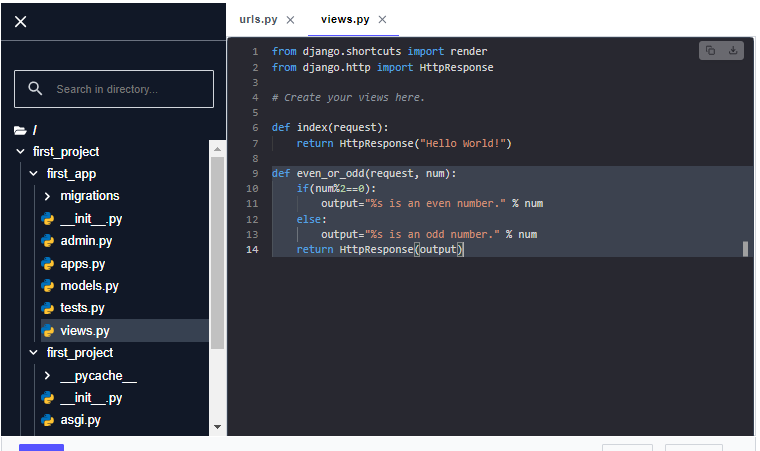 urls.py
views.py
Search in directory...
/
first_project
first_app
migrations
__init__.py
admin.py
apps.py
models.py
tests.py
views.py
first_project
__pycache__
__init__.py
asgi.py
1 from django.shortcuts import render
2 from django.http import HttpResponse
3
4 # Create your views here.
5
6 def index(request):
7     return HttpResponse("Hello World!")
8
9 def even_or_odd(request, num):
10     if(num%2==0):
11         output="%s is an even number." % num
12     else:
13         output="%s is an odd number." % num
14     return HttpResponse(output)